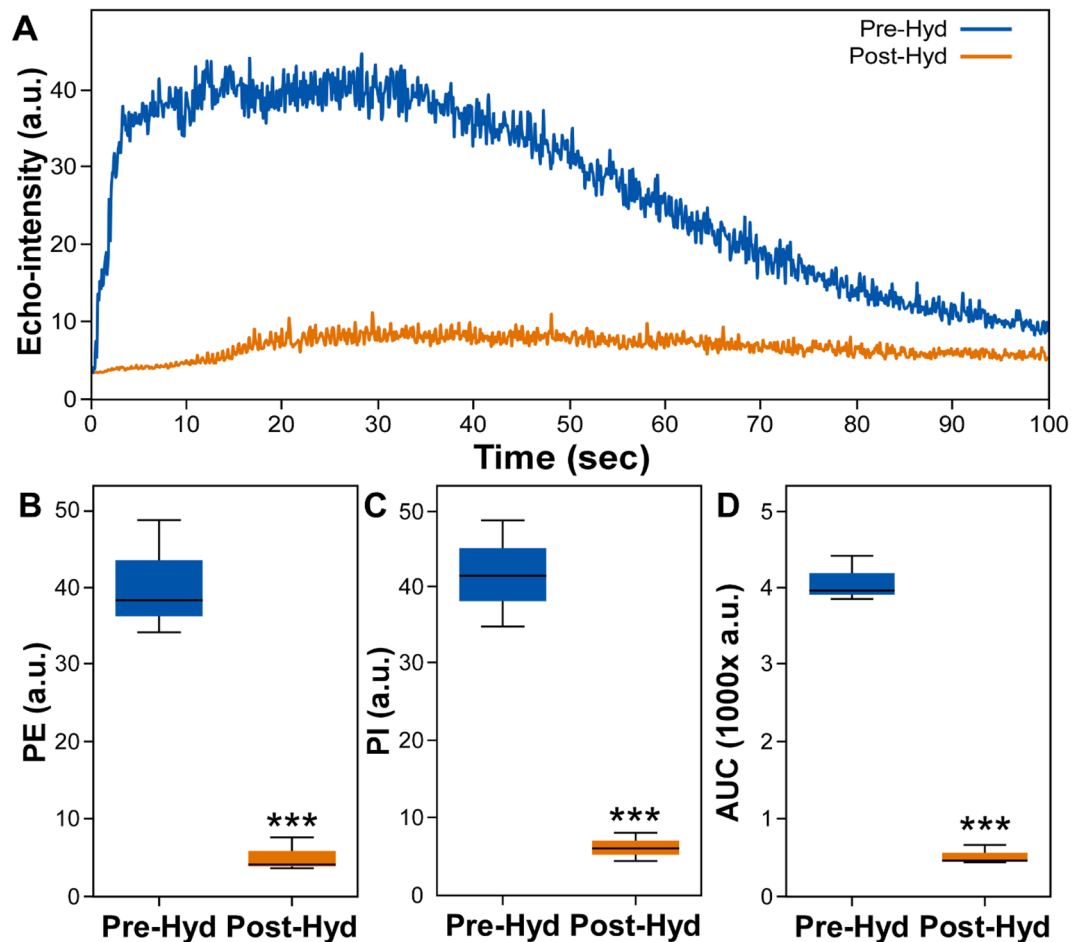 A
Pre-Hyd
Post-Hyd
Echo-intensity (a.u.)
40
30
20
10
0
0 10 20 30 40 50 60 70 80 90 100
Time (sec)
B
PE (a.u.)
50
40
30
20
10
0
***
Pre-Hyd Post-Hyd
C
PI (a.u.)
50
40
30
20
10
0
***
Pre-Hyd Post-Hyd
D
AUC (1000x a.u.)
5
4
3
2
1
0
***
Pre-Hyd Post-Hyd